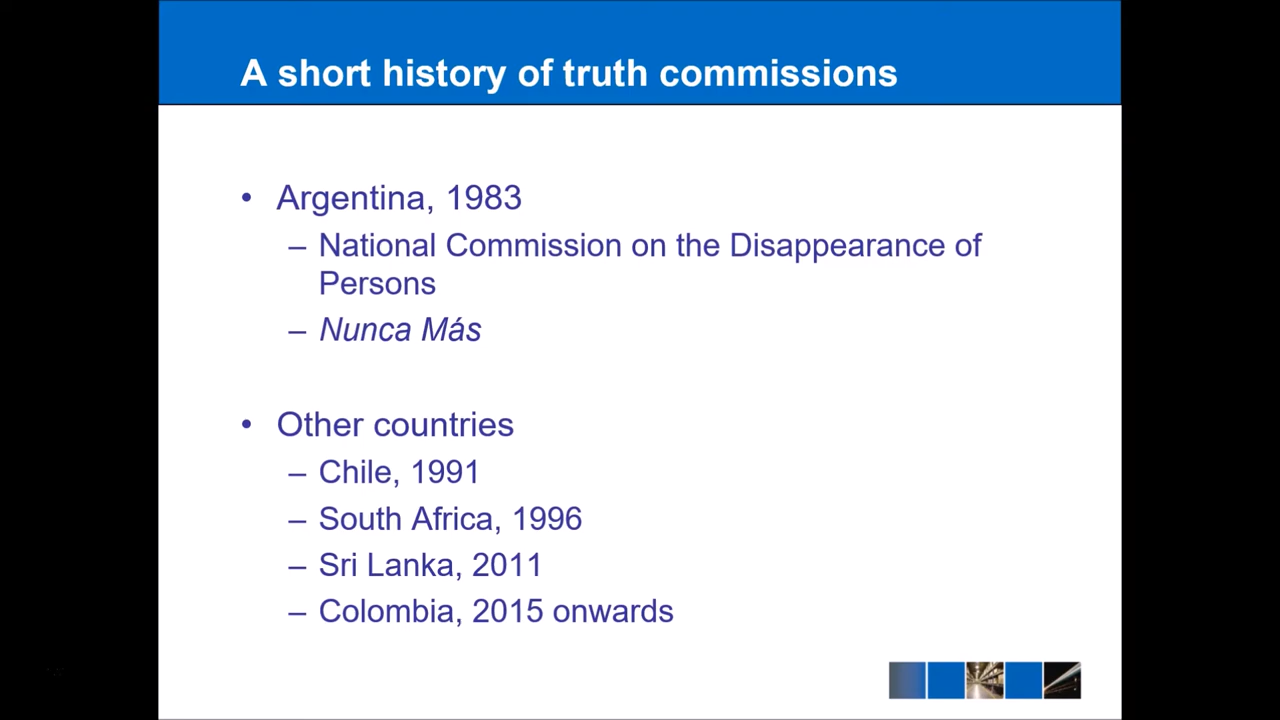 A short history of truth commissions
• Argentina, 1983
– National Commission on the Disappearance of
Persons
– Nunca Más
• Other countries
– Chile, 1991
– South Africa, 1996
– Sri Lanka, 2011
– Colombia, 2015 onwards